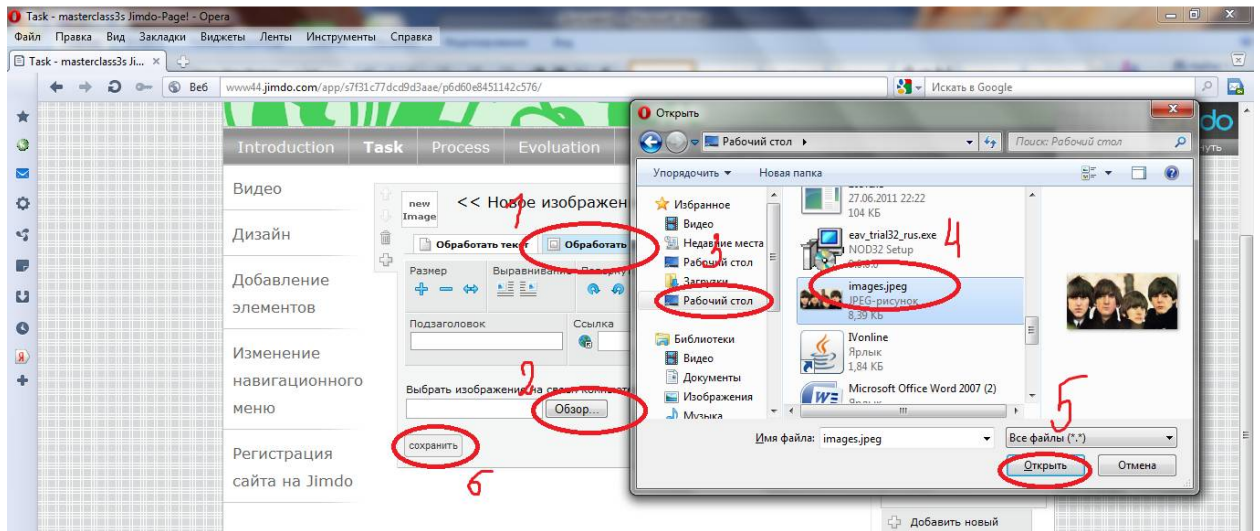 Task - masterclass3s Jimdo-Page! - Opera
Файл Правка Вид Закладки Виджеты Ленты Инструменты Справка
Task - masterclass3s Ji...
Веб www44.jimdo.com/app/s7f31c77dcd9d3aae/p6d60e8451142c576/ Искать в Google
Introduction Task Process Evoluation
Видео
Дизайн
Добавление
элементов
Изменение
навигационного
меню
Регистрация
сайта на Jimdo
new
Image
<< Новое изображен
1
Обработать текст Обработать
Размер Выравнивание
Подзаголовок Ссылка
2
Выбрать изображение на своем
Обзор...
сохранить
6
Открыть
Рабочий стол Поиск: Рабочий стол
Упорядочить Новая папка
Избранное
Видео
Недавние места
3
Рабочий стол
Загрузки
Рабочий стол
Библиотеки
Видео
Документы
Изображения
Музыка
27.06.2011 22:22
104 КБ
eav_trial32_rus.exe
NOD32 Setup
4
images.jpeg
JPEG-рисунок
8,39 КБ
IVonline
Ярлык
1,84 КБ
Microsoft Office Word 2007 (2)
Ярлык
5
Имя файла: images.jpeg Все файлы (*.*)
Открыть Отмена
do
нуть
Добавить новый